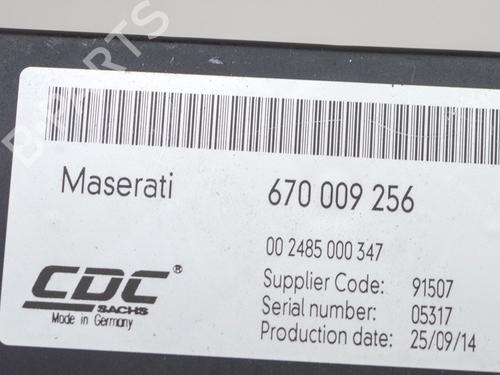 B-PARTS
Maserati
670 009 256
00 2485 000 347
CDC®
SACHS
Made in Germany
Supplier Code: 91507
Serial number: 05317
Production date: 25/09/14